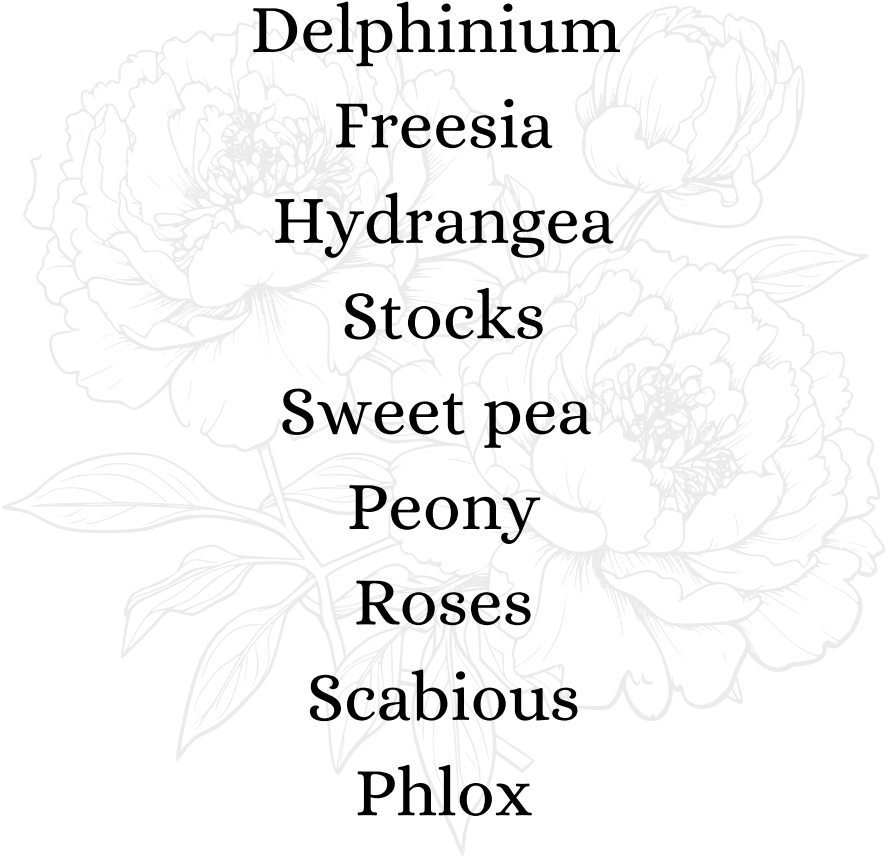 Delphinium
Freesia
Hydrangea
Stocks
Sweet pea
Peony
Roses
Scabious
Phlox